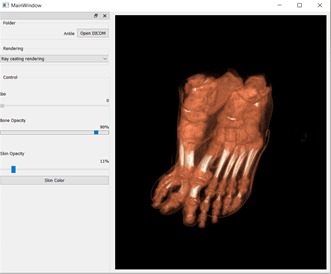 MainWindow
Folder
Ankle
Open DICOM
Rendering
Ray casting rendering
Control
0
Bone Opacity
90%
Skin Opacity
11%
Skin Color